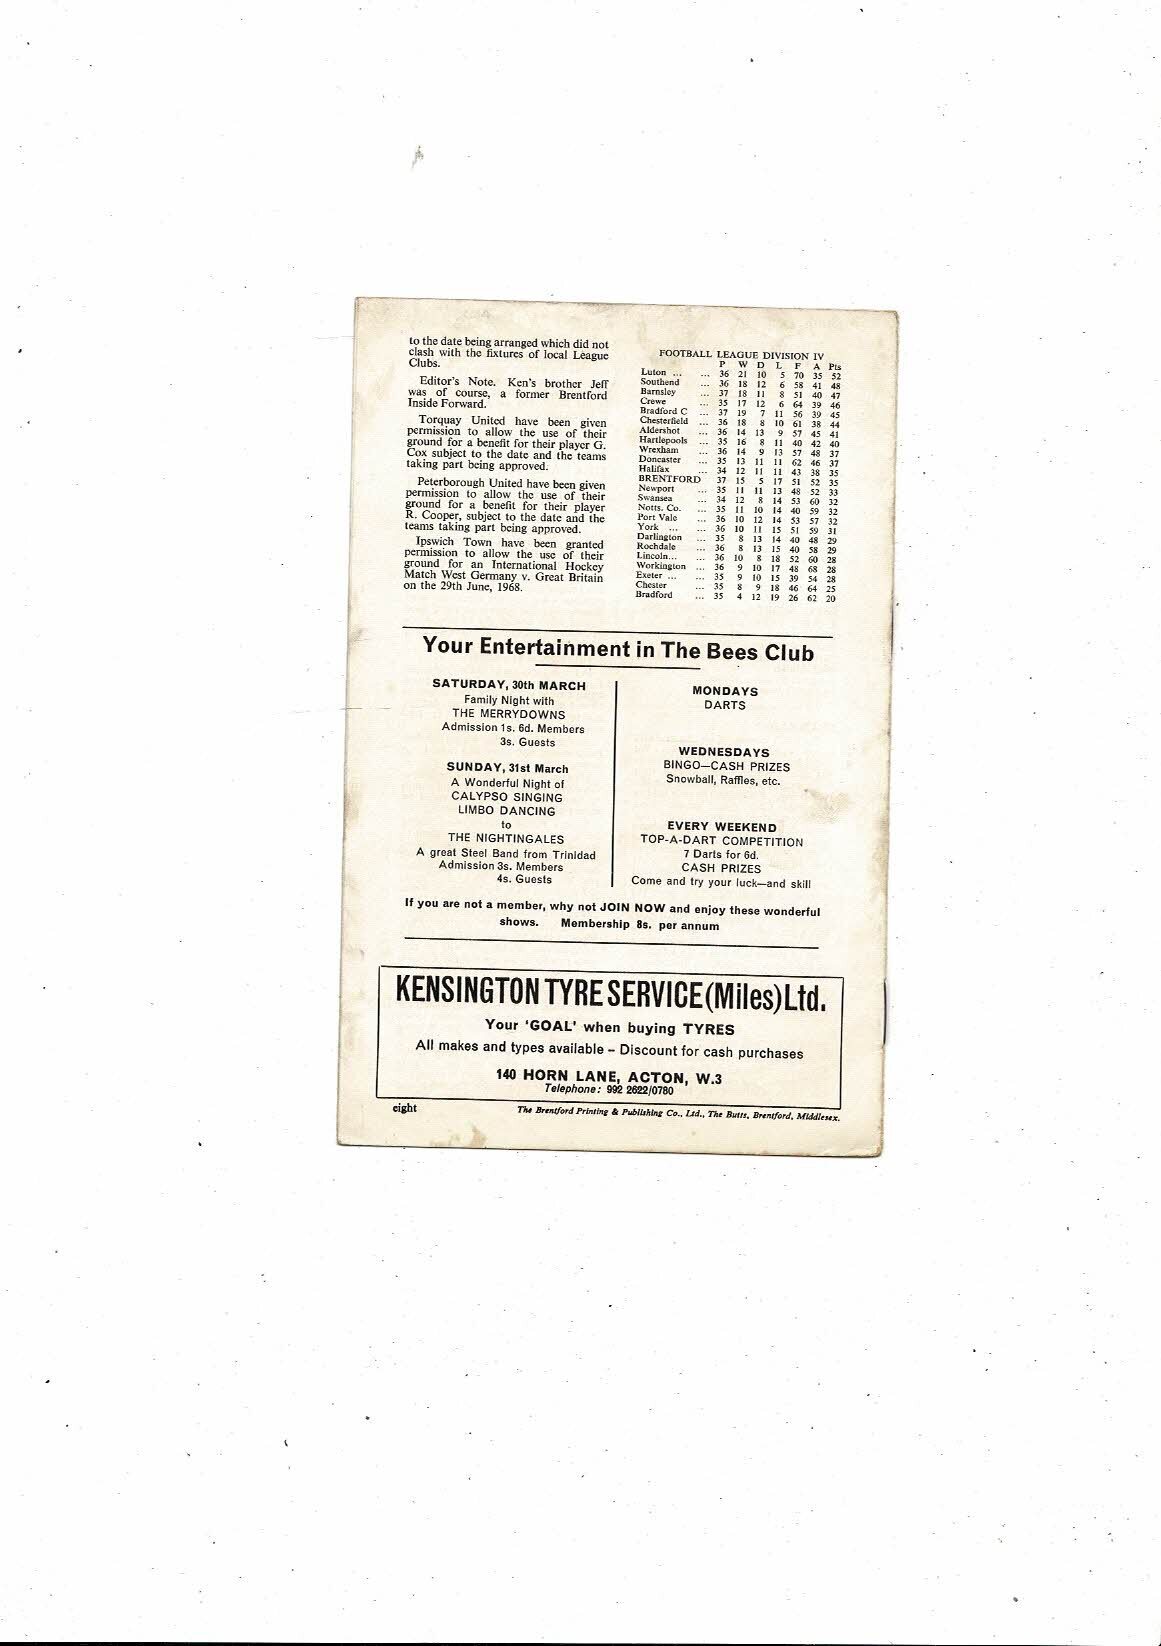 to the date being arranged which did not
clash with the fixtures of local League
Clubs.
Editor's Note. Ken's brother Jeff
was of course, a former Brentford
Inside Forward.
Torquay United have been given
permission to allow the use of their
ground for a benefit for their player G.
Cox subject to the date and the teams
taking part being approved.
Peterborough United have been given
permission to allow the use of their
ground for a benefit for their player
R. Cooper, subject to the date and the
teams taking part being approved.
Ipswich Town have been granted
permission to allow the use of their
ground for an International Hockey
Match West Germany v. Great Britain
on the 29th June, 1968.
FOOTBALL LEAGUE DIVISION IV
P W D L F A Pts
Luton ... ... 36 21 10 5 70 35 52
Southend ... 36 18 12 6 58 41 48
Barnsley ... 37 18 11 8 51 40 47
Crewe ... 35 17 12 6 64 39 46
Bradford C ... 37 19 7 11 56 39 45
Chesterfield ... 36 18 8 10 61 38 44
Aldershot ... 36 14 13 9 57 45 41
Hartlepools ... 35 16 8 11 40 42 40
Wrexham ... 36 14 9 13 57 48 37
Doncaster ... 35 13 11 11 62 46 37
Halifax ... 34 12 11 11 43 38 35
BRENTFORD 37 15 5 17 51 52 35
Newport ... 35 11 11 13 48 52 33
Swansea ... 34 12 8 14 53 60 32
Notts. Co. ... 35 11 10 14 40 59 32
Port Vale ... 36 10 12 14 53 57 32
York ... ... 36 10 11 15 51 59 31
Darlington ... 35 8 13 14 40 48 29
Rochdale ... 36 8 13 15 40 58 29
Lincoln... ... 36 10 8 18 52 60 28
Workington ... 36 9 10 17 48 68 28
Exeter ... ... 35 9 10 15 39 54 28
Chester ... 35 8 9 18 46 64 25
Bradford ... 35 4 12 19 26 62 20
Your Entertainment in The Bees Club
SATURDAY, 30th MARCH
Family Night with
THE MERRYDOWNS
Admission 1s. 6d. Members
3s. Guests
SUNDAY, 31st March
A Wonderful Night of
CALYPSO SINGING
LIMBO DANCING
to
THE NIGHTINGALES
A great Steel Band from Trinidad
Admission 3s. Members
4s. Guests
MONDAYS
DARTS
WEDNESDAYS
BINGO—CASH PRIZES
Snowball, Raffles, etc.
EVERY WEEKEND
TOP-A-DART COMPETITION
7 Darts for 6d.
CASH PRIZES
Come and try your luck—and skill
If you are not a member, why not JOIN NOW and enjoy these wonderful
shows. Membership 8s. per annum
KENSINGTON TYRE SERVICE (Miles) Ltd.
Your 'GOAL' when buying TYRES
All makes and types available – Discount for cash purchases
140 HORN LANE, ACTON, W.3
Telephone: 992 2622/0780
eight
The Brentford Printing & Publishing Co., Ltd., The Butts, Brentford, Middlesex.